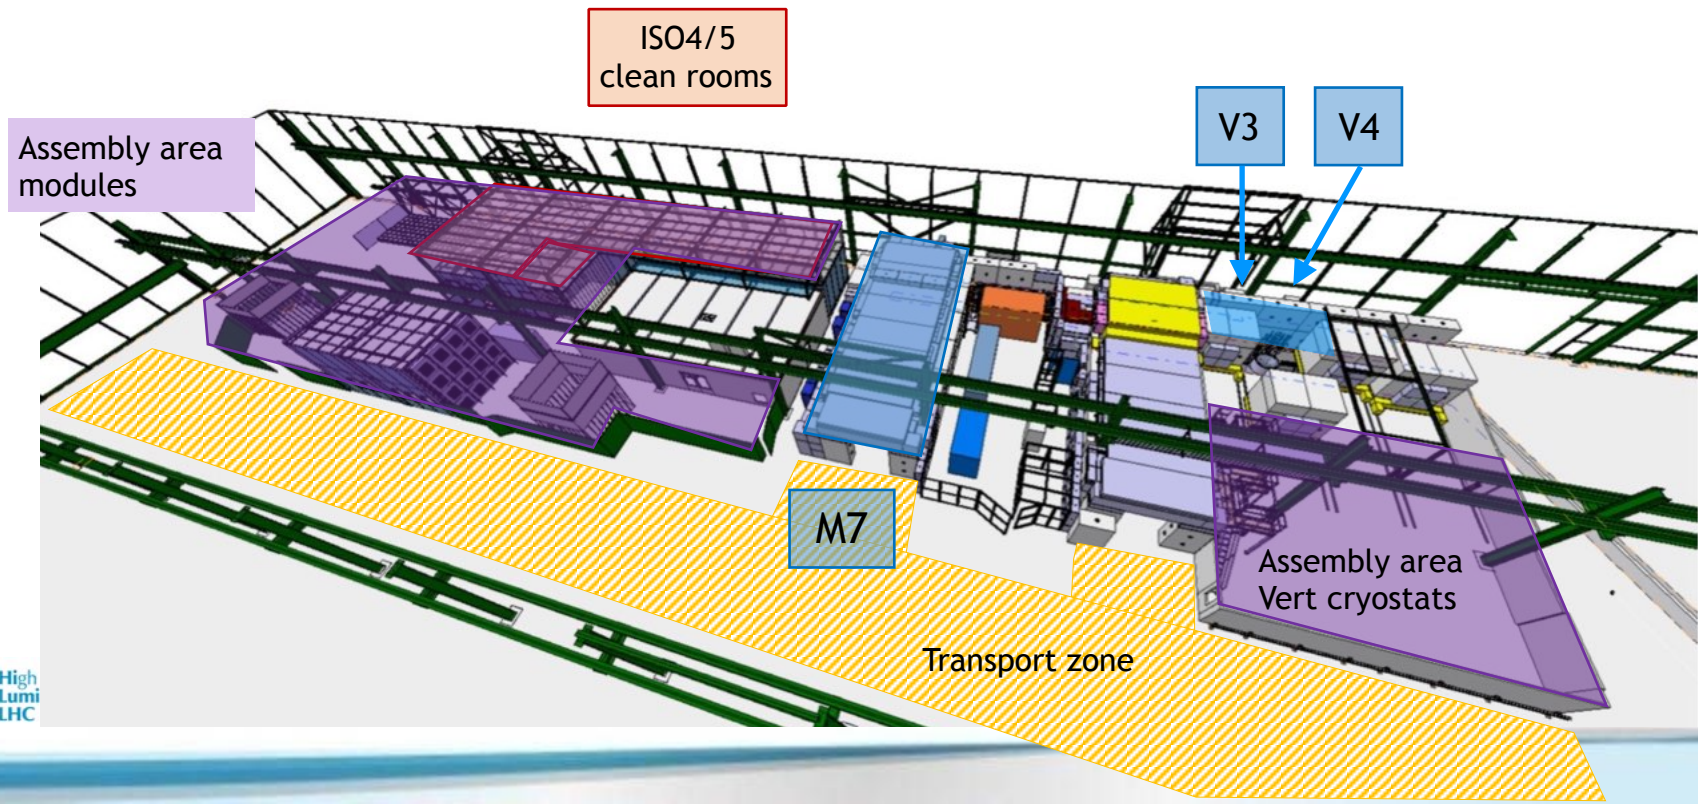 ISO4/5
clean rooms
V3
V4
Assembly area
modules
M7
Assembly area
Vert cryostats
Transport zone
High
Lumi
LHC